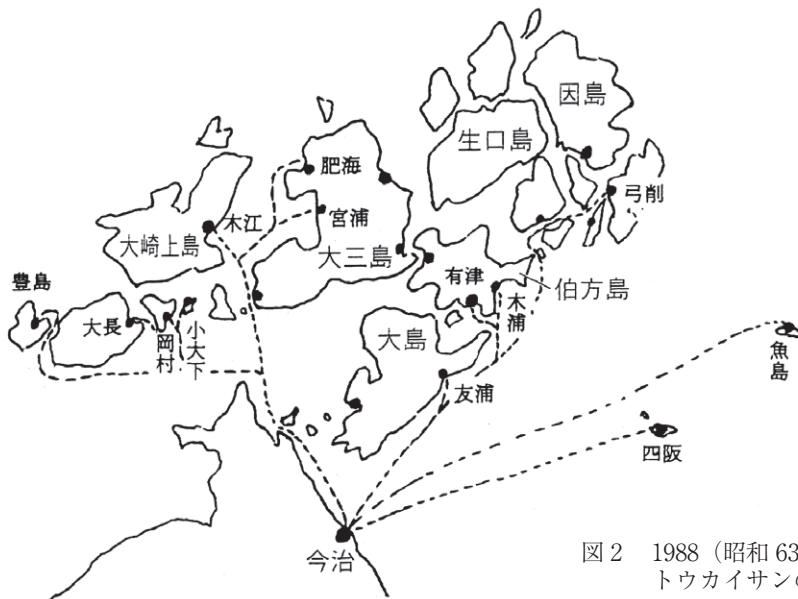 因島
生口島
肥海
弓削
木江
宮浦
大崎上島
大三島
豊島
有津
伯方島
大長
岡村
小大下
木浦
大島
魚島
友浦
四阪
今治
図2 1988（昭和63
トウカイサンの